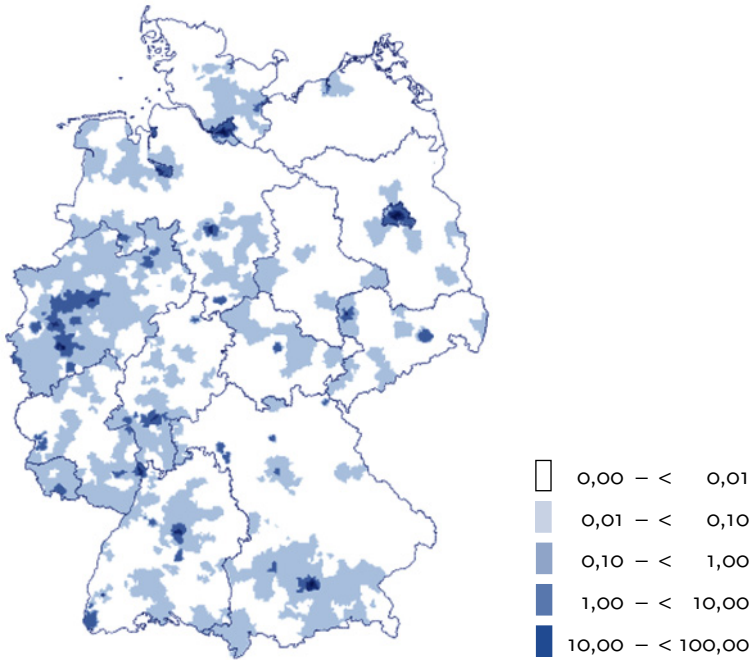 0,00 – < 0,01
0,01 – < 0,10
0,10 – < 1,00
1,00 – < 10,00
10,00 – < 100,00